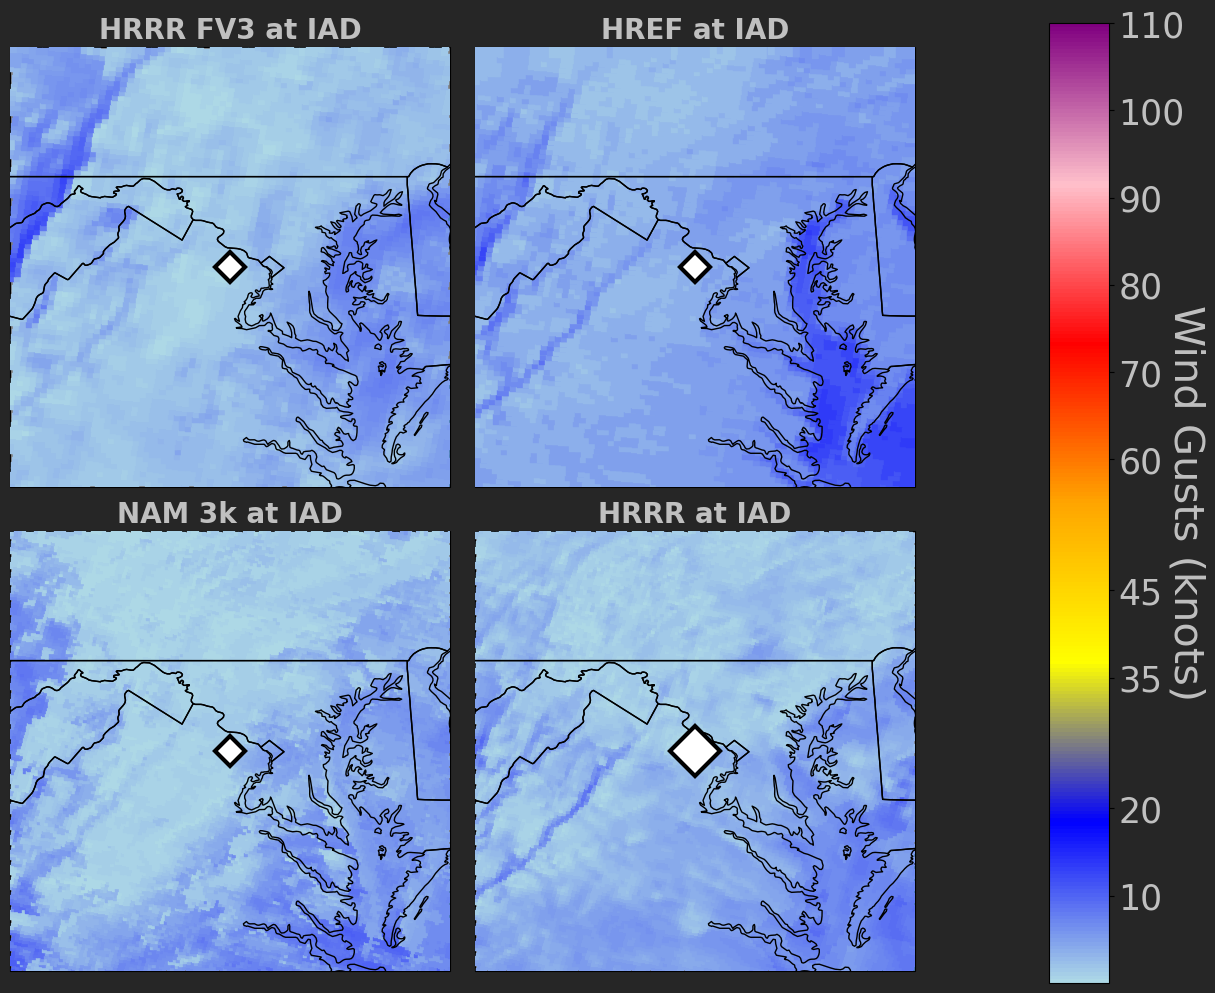 HRRR FV3 at IAD
HREF at IAD
NAM 3k at IAD
HRRR at IAD
110
100
90
80
70
60
45
35
20
10
Wind Gusts (knots)